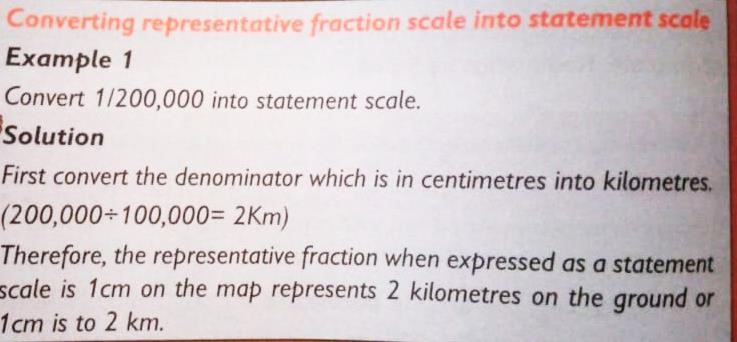 Converting representative fraction scale into statement scale
Example 1
Convert 1/200,000 into statement scale.
Solution
First convert the denominator which is in centimetres into kilometres.
(200,000÷100,000= 2Km)
Therefore, the representative fraction when expressed as a statement
scale is 1cm on the map represents 2 kilometres on the ground or
1cm is to 2 km.